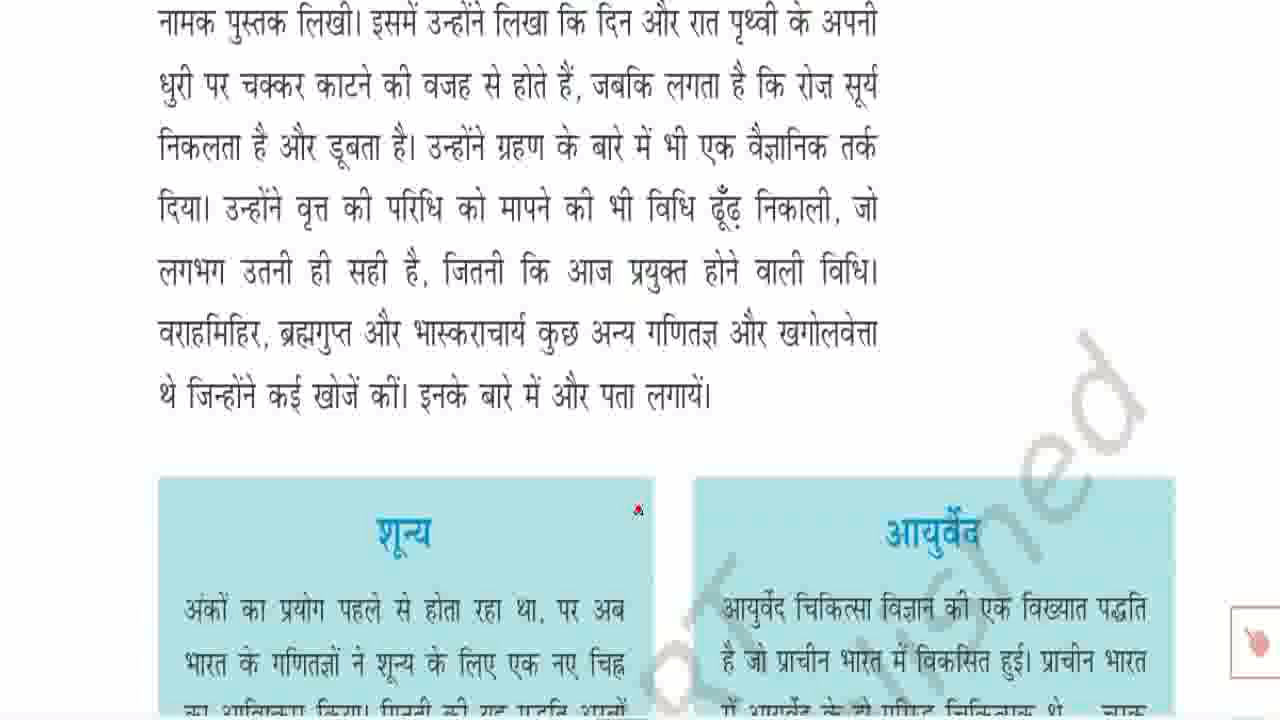 नामक पुस्तक लिखी। इसमें उन्होंने लिखा कि दिन और रात पृथ्वी के अपनी
धुरी पर चक्कर काटने की वजह से होते हैं, जबकि लगता है कि रोज़ सूर्य
निकलता है और डूबता है। उन्होंने ग्रहण के बारे में भी एक वैज्ञानिक तर्क
दिया। उन्होंने वृत्त की परिधि को मापने की भी विधि ढूँढ़ निकाली, जो
लगभग उतनी ही सही है, जितनी कि आज प्रयुक्त होने वाली विधि।
वराहमिहिर, ब्रह्मगुप्त और भास्कराचार्य कुछ अन्य गणितज्ञ और खगोलवेत्ता
थे जिन्होंने कई खोजें कीं। इनके बारे में और पता लगायें।
शून्य
अंकों का प्रयोग पहले से होता रहा था, पर अब
भारत के गणितज्ञों ने शून्य के लिए एक नए चिह्न
आयुर्वेद
आयुर्वेद चिकित्सा विज्ञान की एक विख्यात पद्धति
है जो प्राचीन भारत में विकसित हुई। प्राचीन भारत